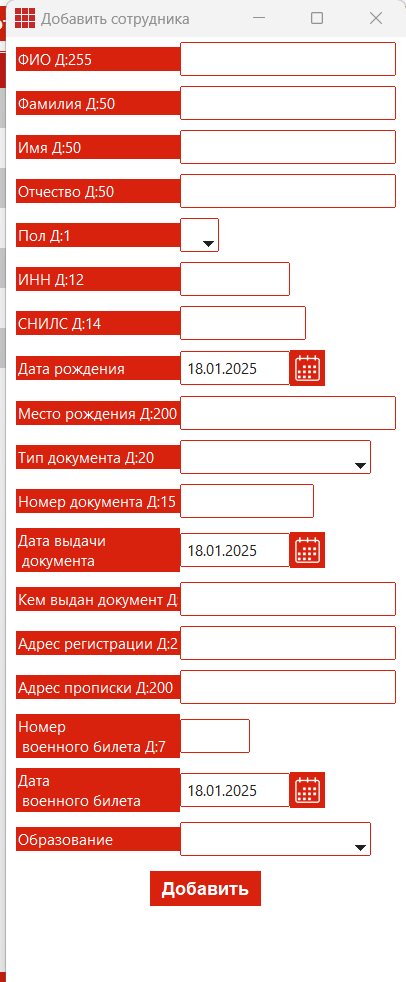 Добавить сотрудника
ФИО Д:255
Фамилия Д:50
Имя Д:50
Отчество Д:50
Пол Д:1
ИНН Д:12
СНИЛС Д:14
Дата рождения
18.01.2025
Место рождения Д:200
Тип документа Д:20
Номер документа Д:15
Дата выдачи
документа
18.01.2025
Кем выдан документ Д
Адрес регистрации Д:2
Адрес прописки Д:200
Номер
военного билета Д:7
Дата
военного билета
18.01.2025
Образование
Добавить